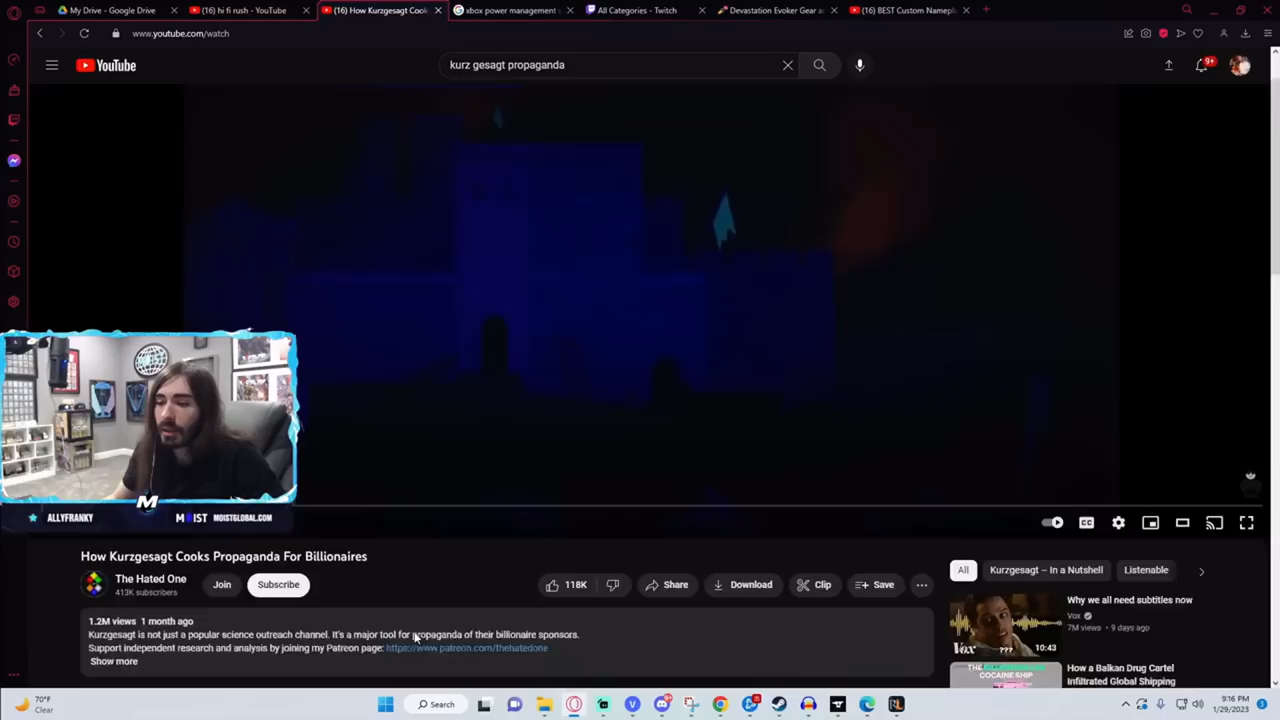 My Drive - Google Drive
(16) hi fi rush - YouTube
(16) How Kurzgesagt Cook
xbox power management s
All Categories - Twitch
Devastation Evoker Gear a
(16) BEST Custom Namepl
www.youtube.com/watch
YouTube
kurz gesagt propaganda
9+
ALLYFRANKY
M
M IST
MOISTGLOBAL.COM
How Kurzgesagt Cooks Propaganda For Billionaires
The Hated One
413K subscribers
Join
Subscribe
118K
Share
Download
Clip
Save
1.2M views 1 month ago
Kurzgesagt is not just a popular science outreach channel. It's a major tool for propaganda of their billionaire sponsors.
Support independent research and analysis by joining my Patreon page: https://www.patreon.com/thehatedone
Show more
All
Kurzgesagt – In a Nutshell
Listenable
Why we all need subtitles now
Vox
7M views • 9 days ago
Vox
???
10:43
How a Balkan Drug Cartel
Infiltrated Global Shipping
COCAINE SHIP
70°F
Clear
Search
9:16 PM
1/29/2023